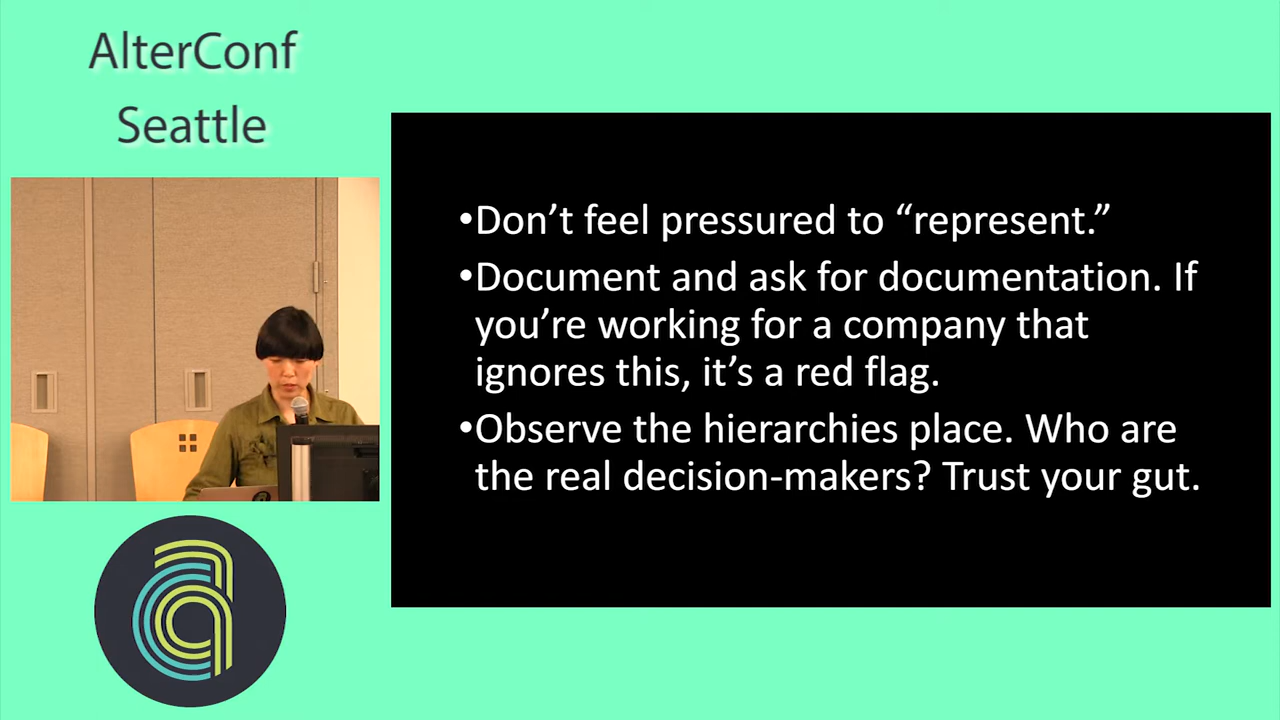 AlterConf
Seattle
•Don’t feel pressured to “represent.”
•Document and ask for documentation. If
you’re working for a company that
ignores this, it’s a red flag.
•Observe the hierarchies place. Who are
the real decision-makers? Trust your gut.